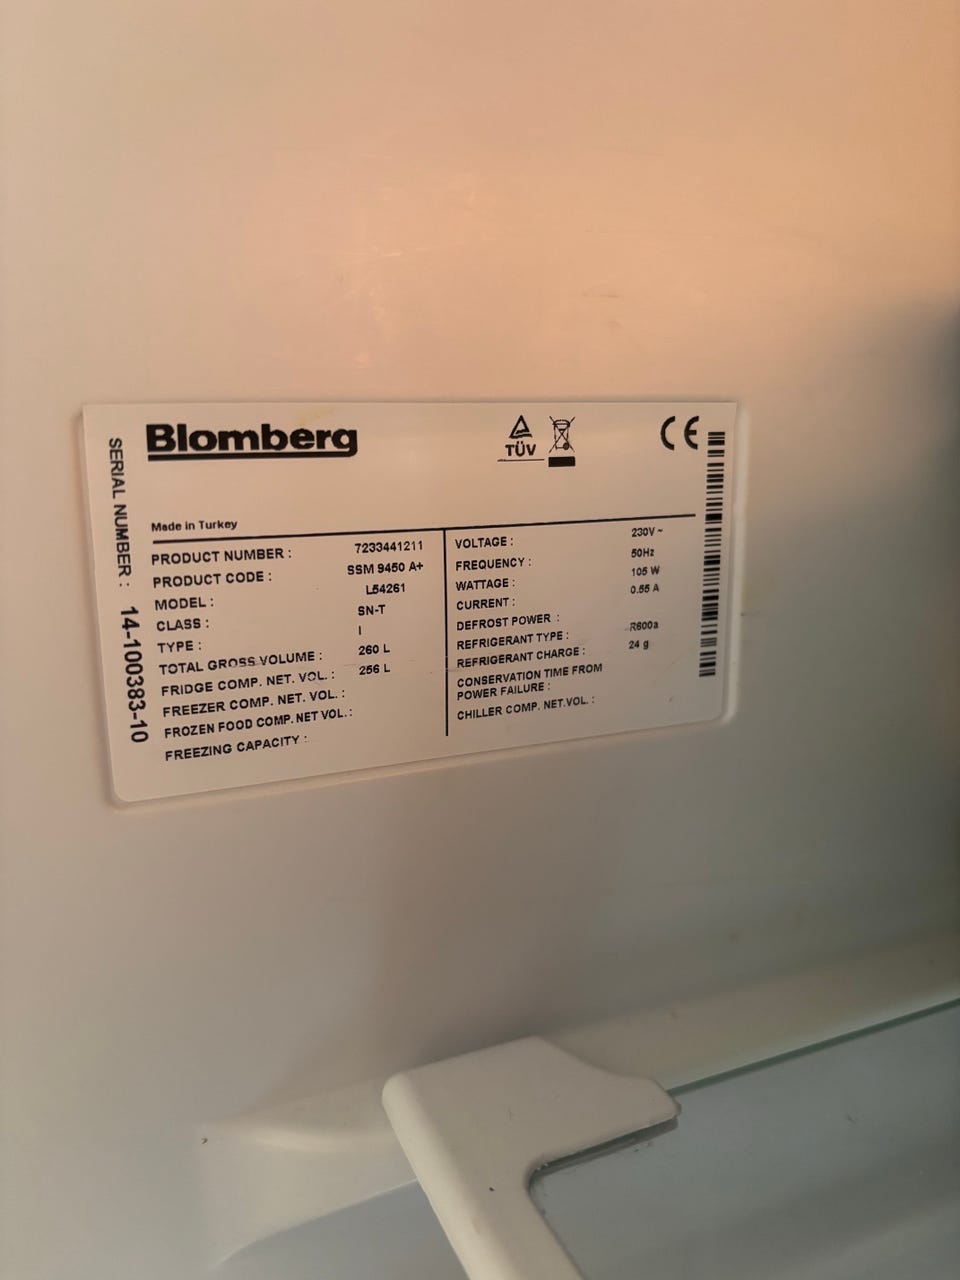 Blomberg
TÜV
CE
SERIAL NUMBER : 14-100383-10
Made in Turkey
PRODUCT NUMBER : 7233441211
PRODUCT CODE : SSM 9450 A+
MODEL : L54261
CLASS : SN-T
TYPE : I
TOTAL GROSS VOLUME : 260 L
FRIDGE COMP. NET. VOL. : 256 L
FREEZER COMP. NET. VOL. :
FROZEN FOOD COMP. NET VOL. :
FREEZING CAPACITY :
VOLTAGE : 230V ~
FREQUENCY : 50Hz
WATTAGE : 105 W
CURRENT : 0.55 A
DEFROST POWER :
REFRIGERANT TYPE : R600a
REFRIGERANT CHARGE : 24 g
CONSERVATION TIME FROM
POWER FAILURE :
CHILLER COMP. NET.VOL. :